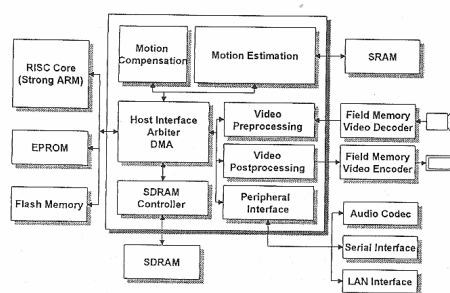 Motion
Compensation
Motion Estimation
RISC Core
(Strong ARM)
SRAM
Host Interface
Arbiter
DMA
Video
Preprocessing
Field Memory
Video Decoder
EPROM
Video
Postprocessing
Field Memory
Video Encoder
Flash Memory
SDRAM
Controller
Peripheral
Interface
Audio Codec
Serial Interface
SDRAM
LAN Interface